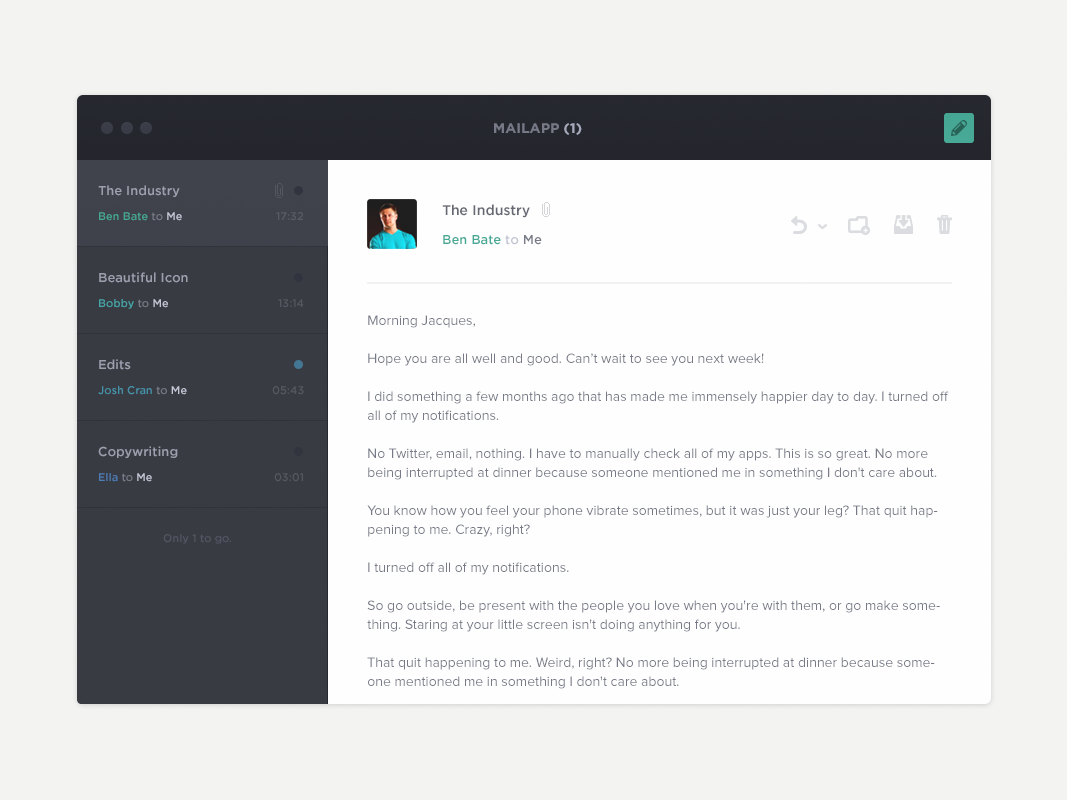 MAILAPP (1)
The Industry
Ben Bate to Me 17:32
Beautiful Icon
Bobby to Me 13:14
Edits
Josh Cran to Me 05:43
Copywriting
Ella to Me 03:01
Only 1 to go.
The Industry
Ben Bate to Me
Morning Jacques,
Hope you are all well and good. Can't wait to see you next week!
I did something a few months ago that has made me immensely happier day to day. I turned off
all of my notifications.
No Twitter, email, nothing. I have to manually check all of my apps. This is so great. No more
being interrupted at dinner because someone mentioned me in something I don't care about.
You know how you feel your phone vibrate sometimes, but it was just your leg? That quit hap-
pening to me. Crazy, right?
I turned off all of my notifications.
So go outside, be present with the people you love when you're with them, or go make some-
thing. Staring at your little screen isn't doing anything for you.
That quit happening to me. Weird, right? No more being interrupted at dinner because some-
one mentioned me in something I don't care about.